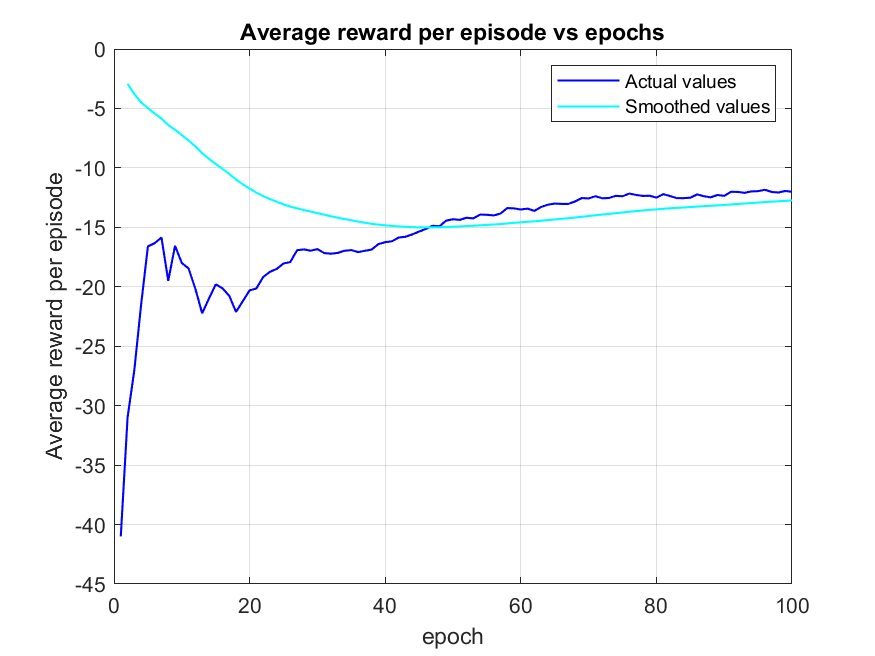 Average reward per episode vs epochs
Actual values
Smoothed values
Average reward per episode
0
-5
-10
-15
-20
-25
-30
-35
-40
-45
0 20 40 60 80 100
epoch